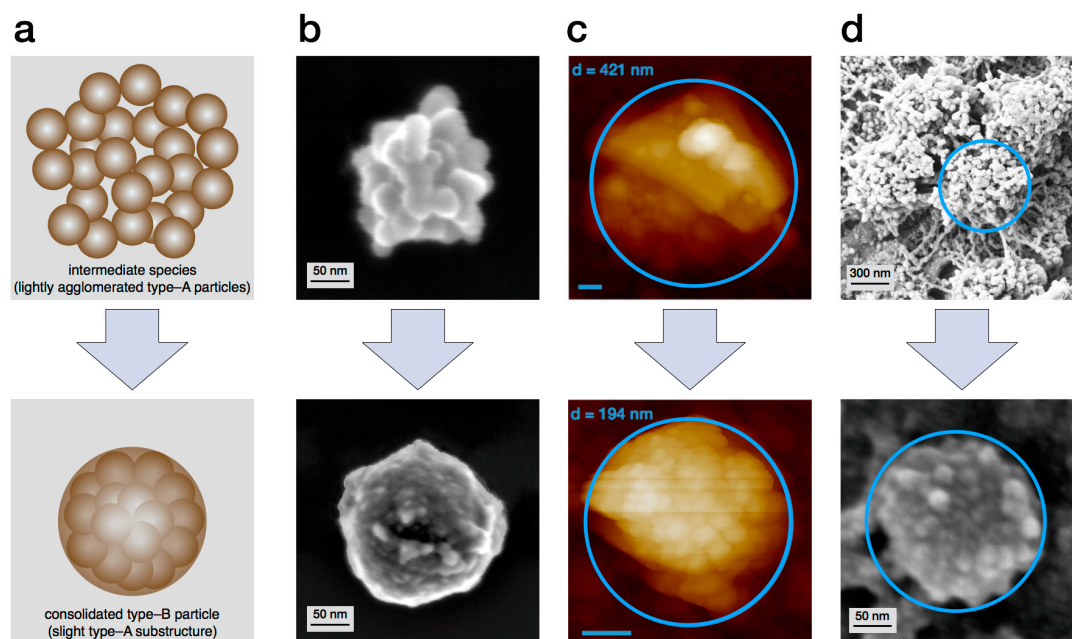 a
b
c
d
d = 421 nm
intermediate species
(lightly agglomerated type–A particles)
50 nm
300 nm
d = 194 nm
consolidated type–B particle
(slight type–A substructure)
50 nm
50 nm